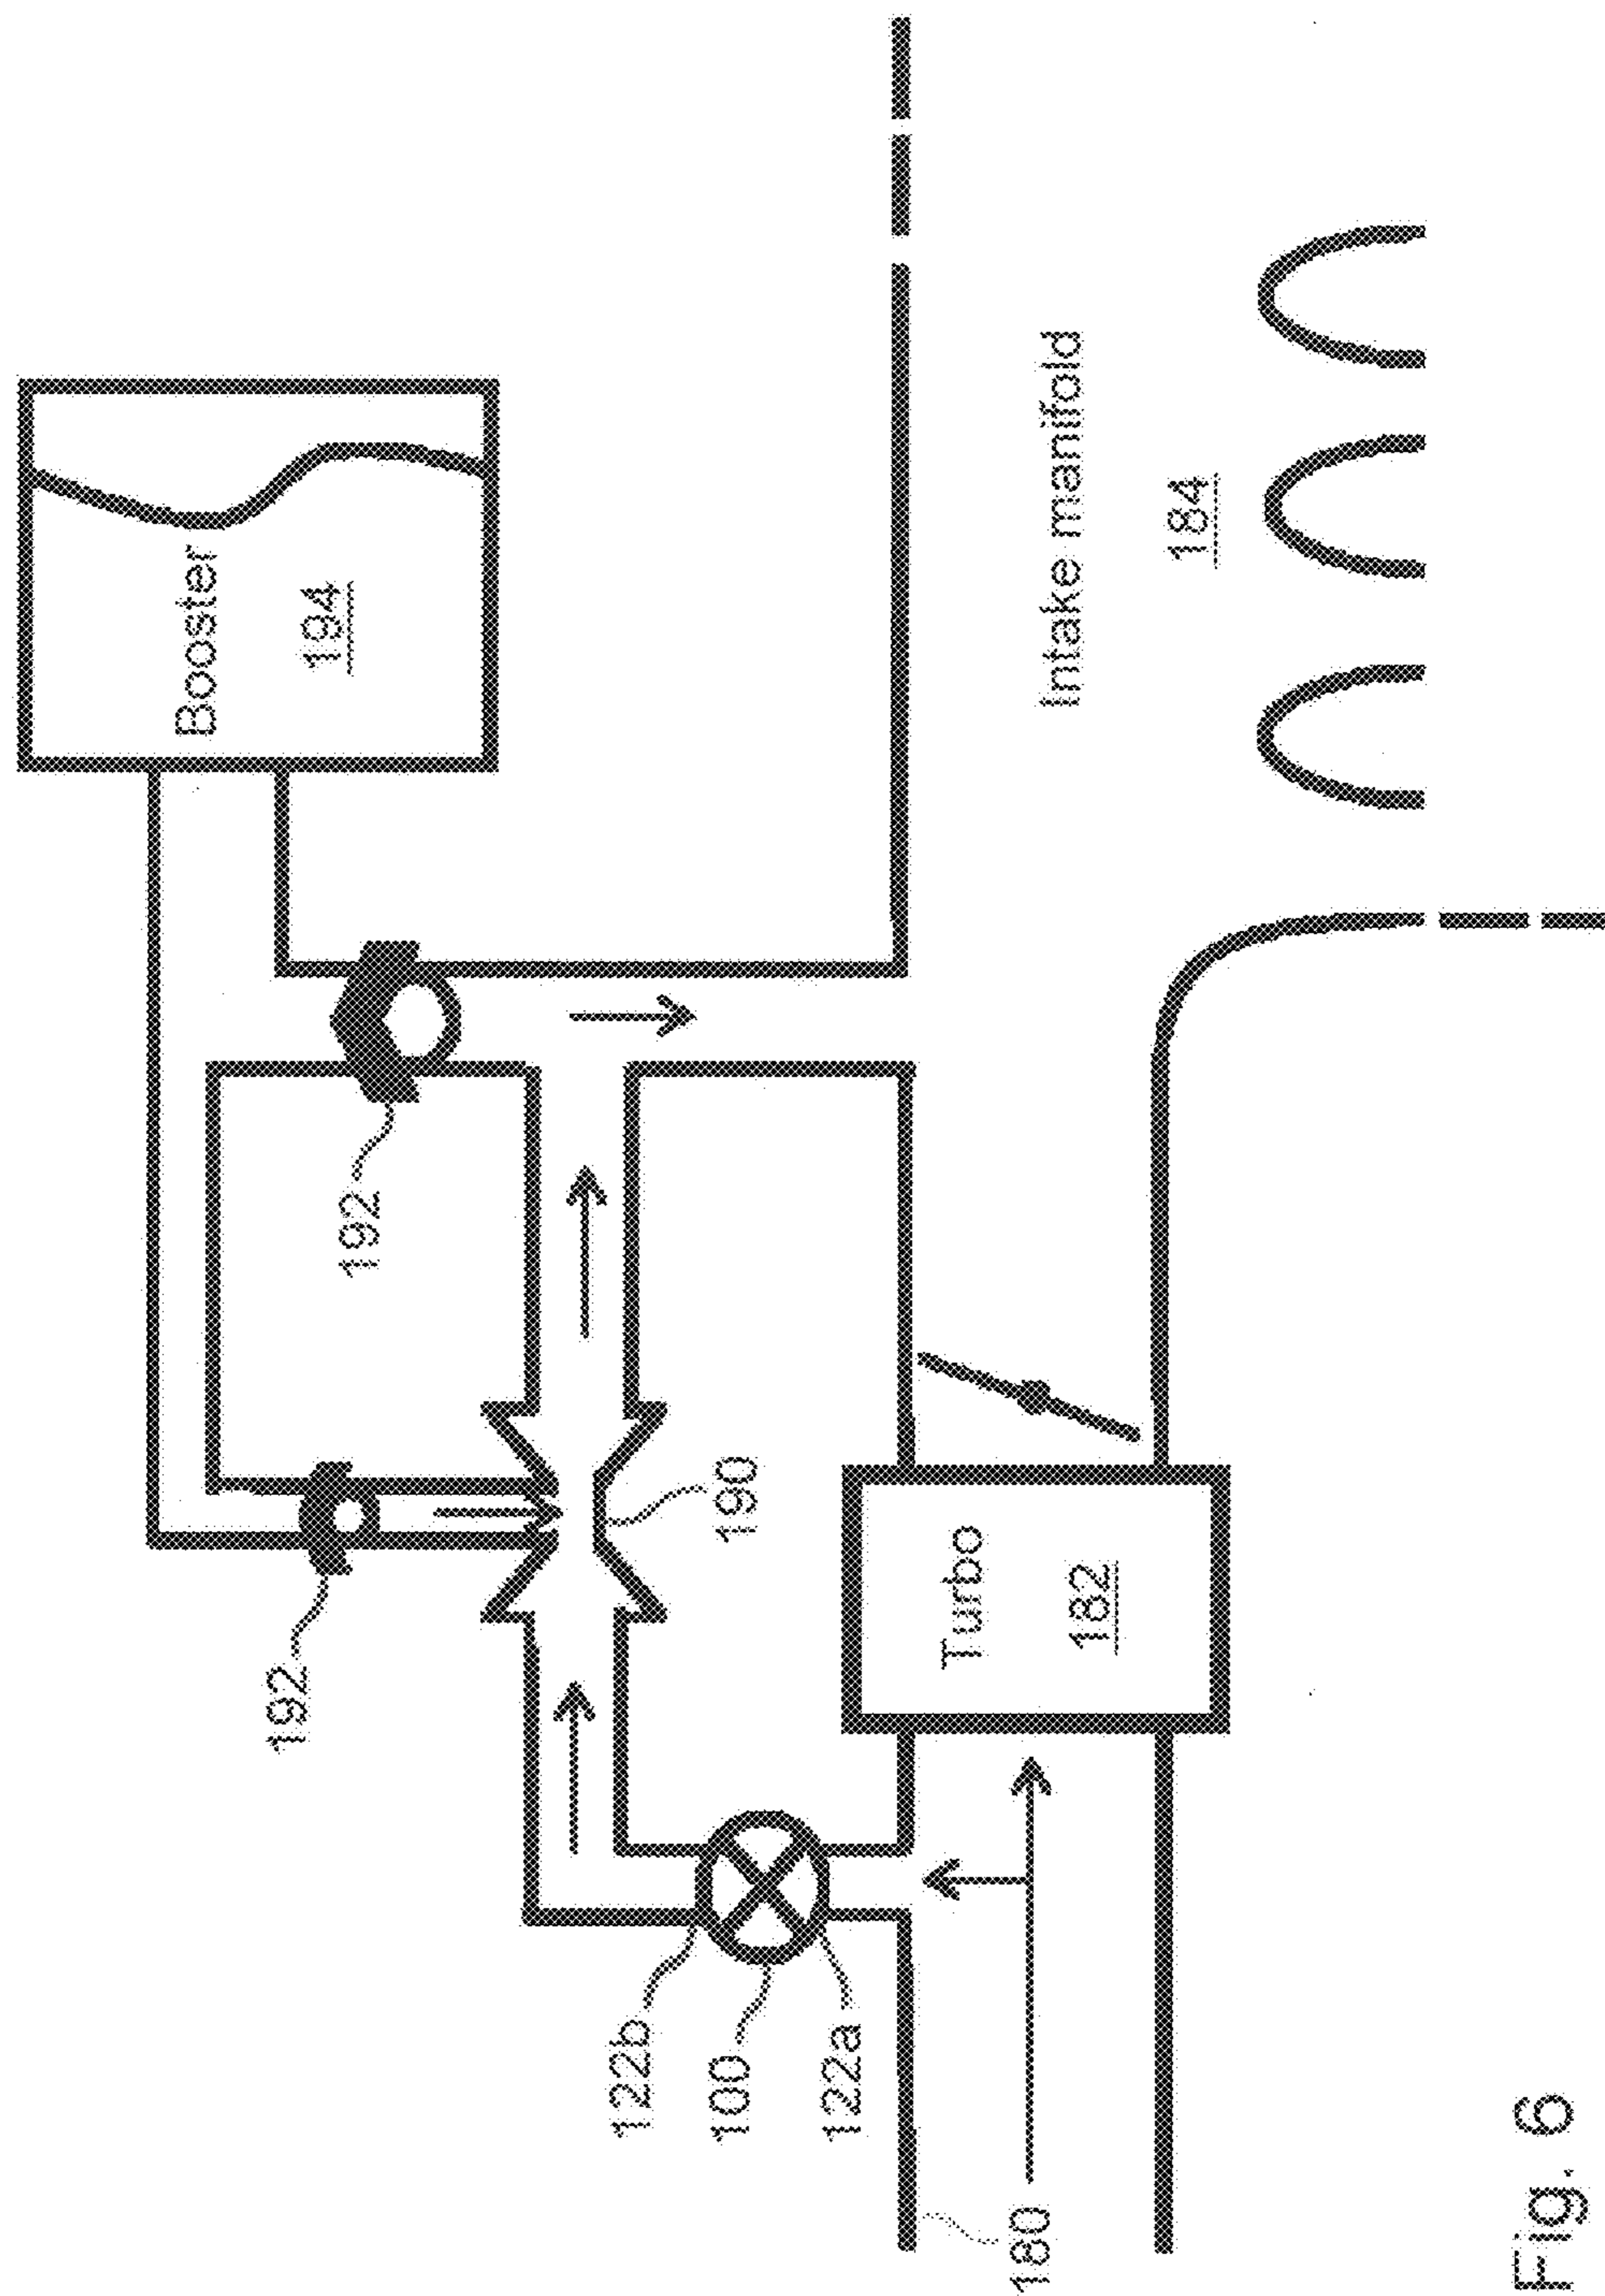 Booster
194
192
192
190
122b
100
122a
180
Turbo
182
Intake manifold
184
Fig. 6